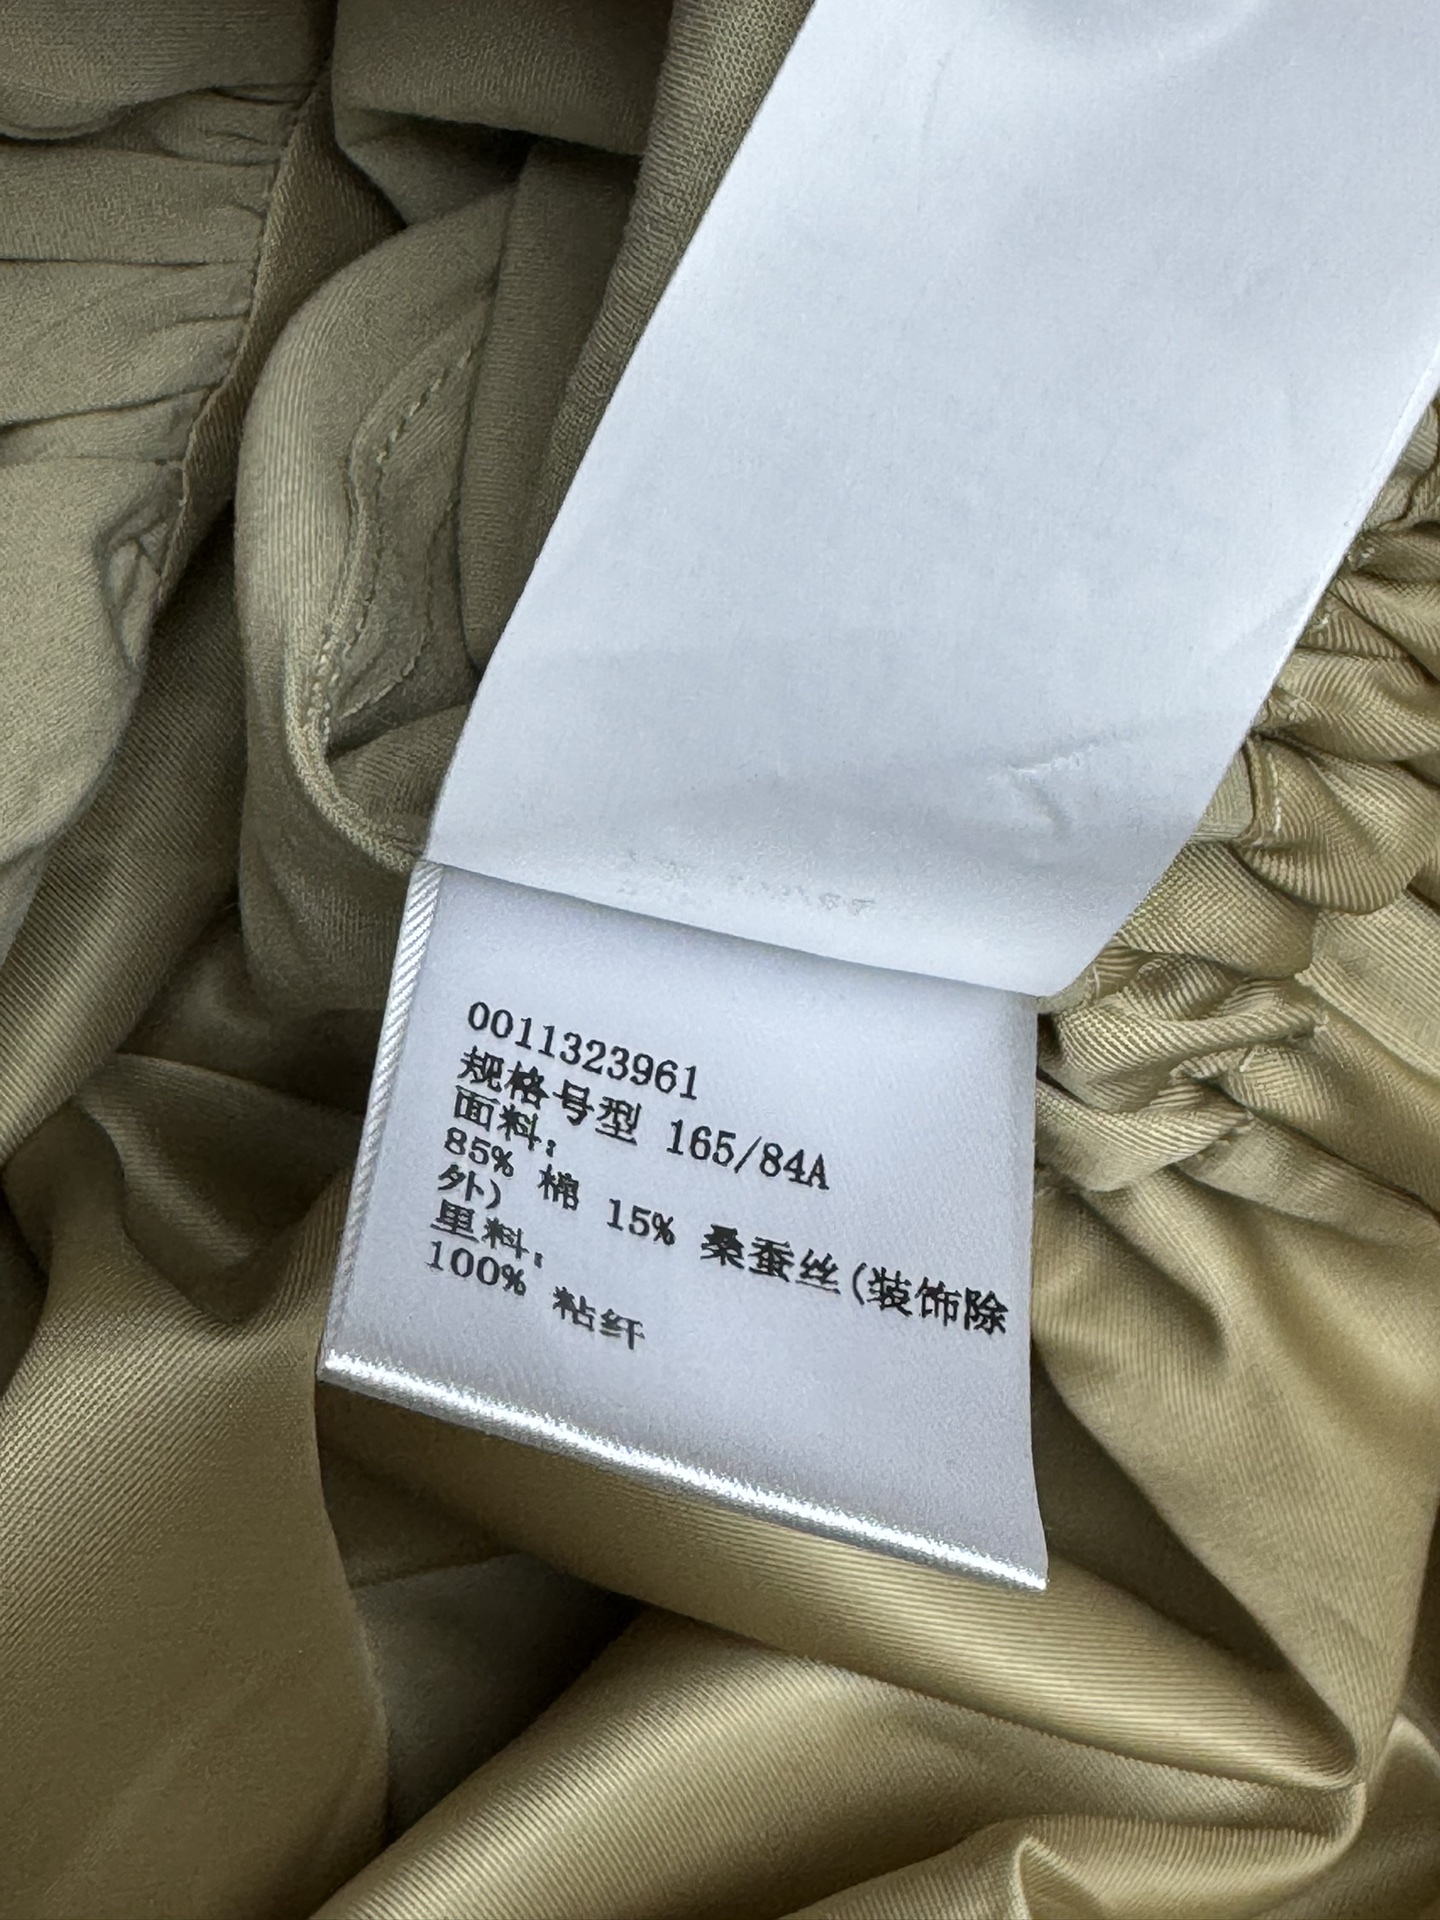 0011323961
规格号型 165/84A
面料:
85% 棉 15% 桑蚕丝(装饰除
外)
里料:
100% 粘纤